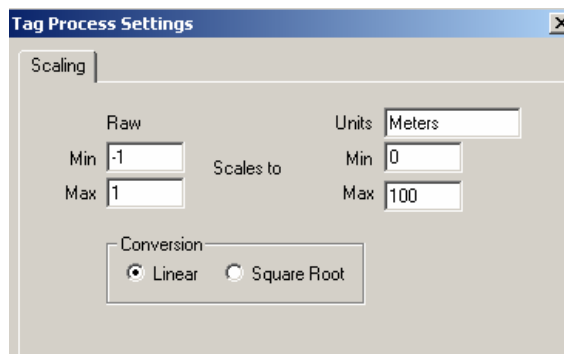 Tag Process Settings
Scaling
Raw Units Meters
Min -1 Scales to Min 0
Max 1 Max 100
Conversion
Linear Square Root